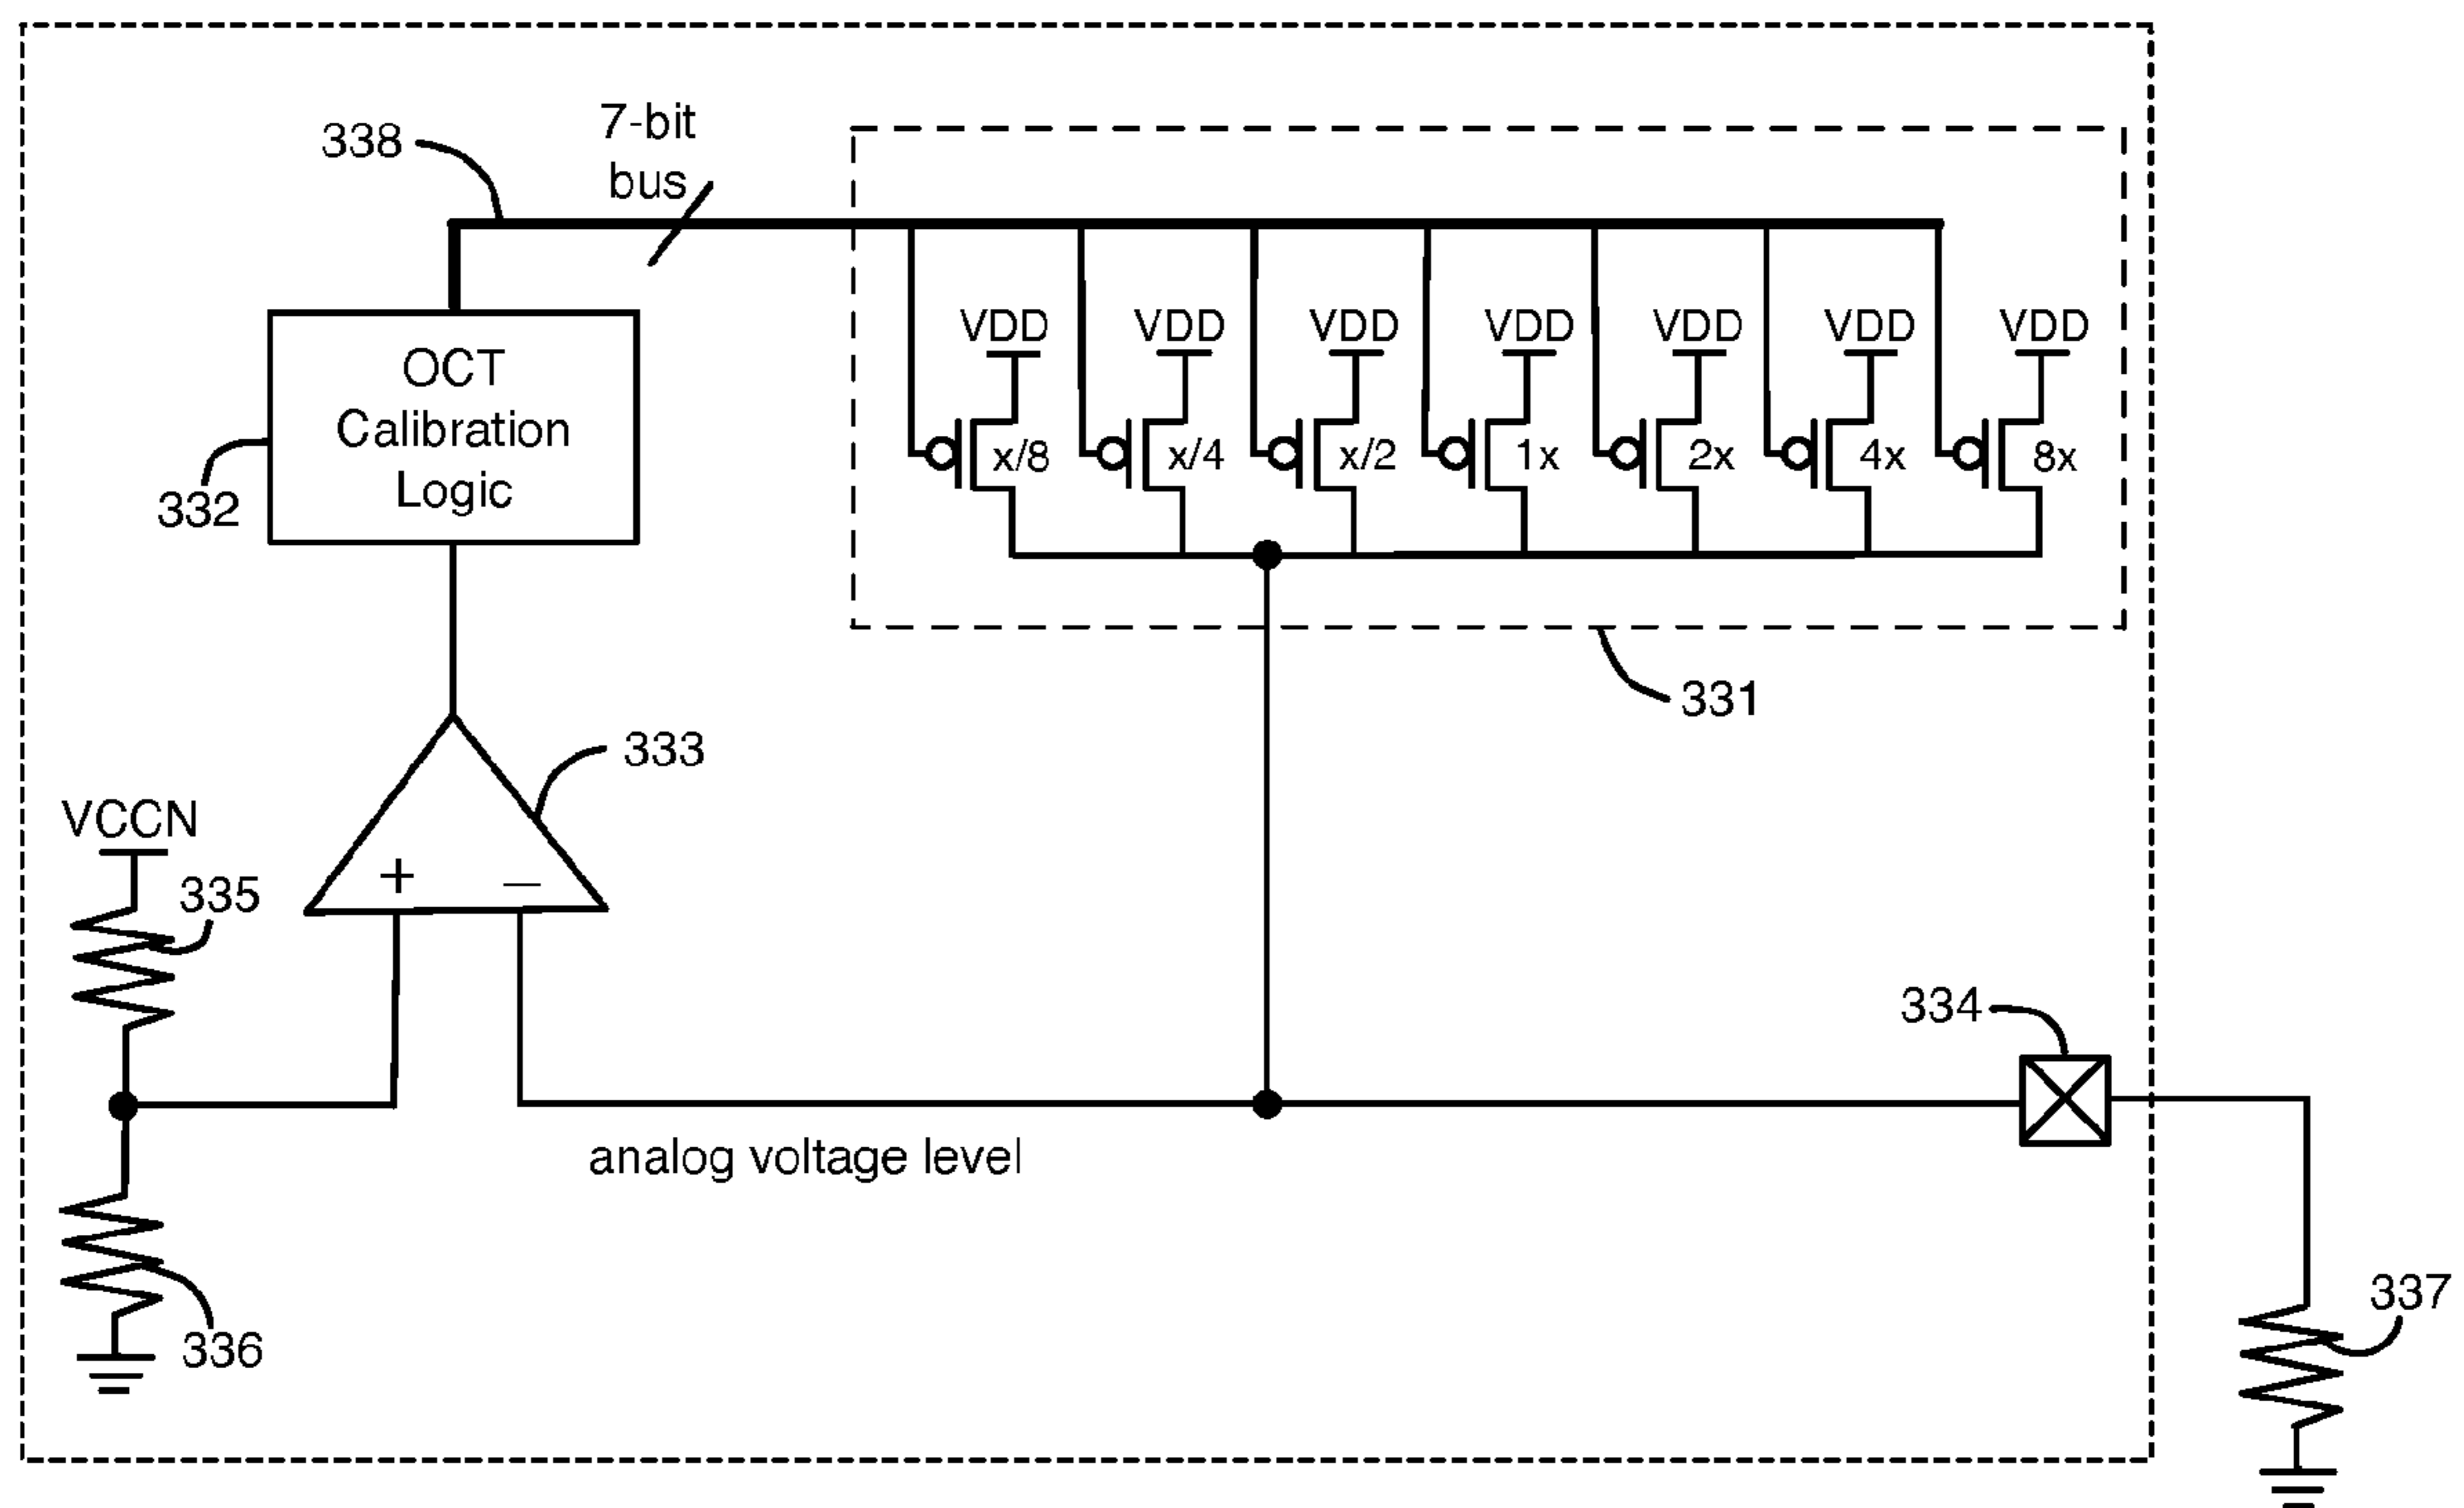 7-bit
bus
338
VDD VDD VDD VDD VDD VDD VDD
OCT
Calibration
Logic
x/8 x/4 x/2 1x 2x 4x 8x
332
331
333
VCCN
+ −
335
334
analog voltage level
337
336